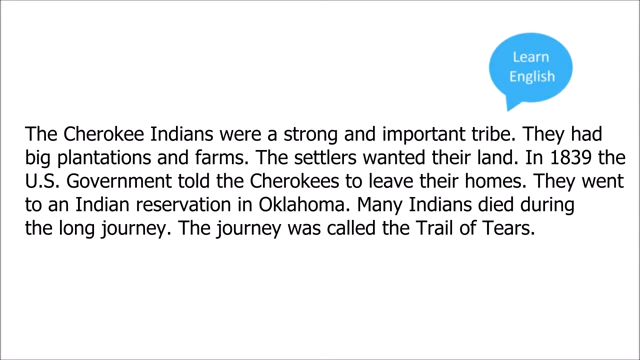 Learn
English
The Cherokee Indians were a strong and important tribe. They had
big plantations and farms. The settlers wanted their land. In 1839 the
U.S. Government told the Cherokees to leave their homes. They went
to an Indian reservation in Oklahoma. Many Indians died during
the long journey. The journey was called the Trail of Tears.